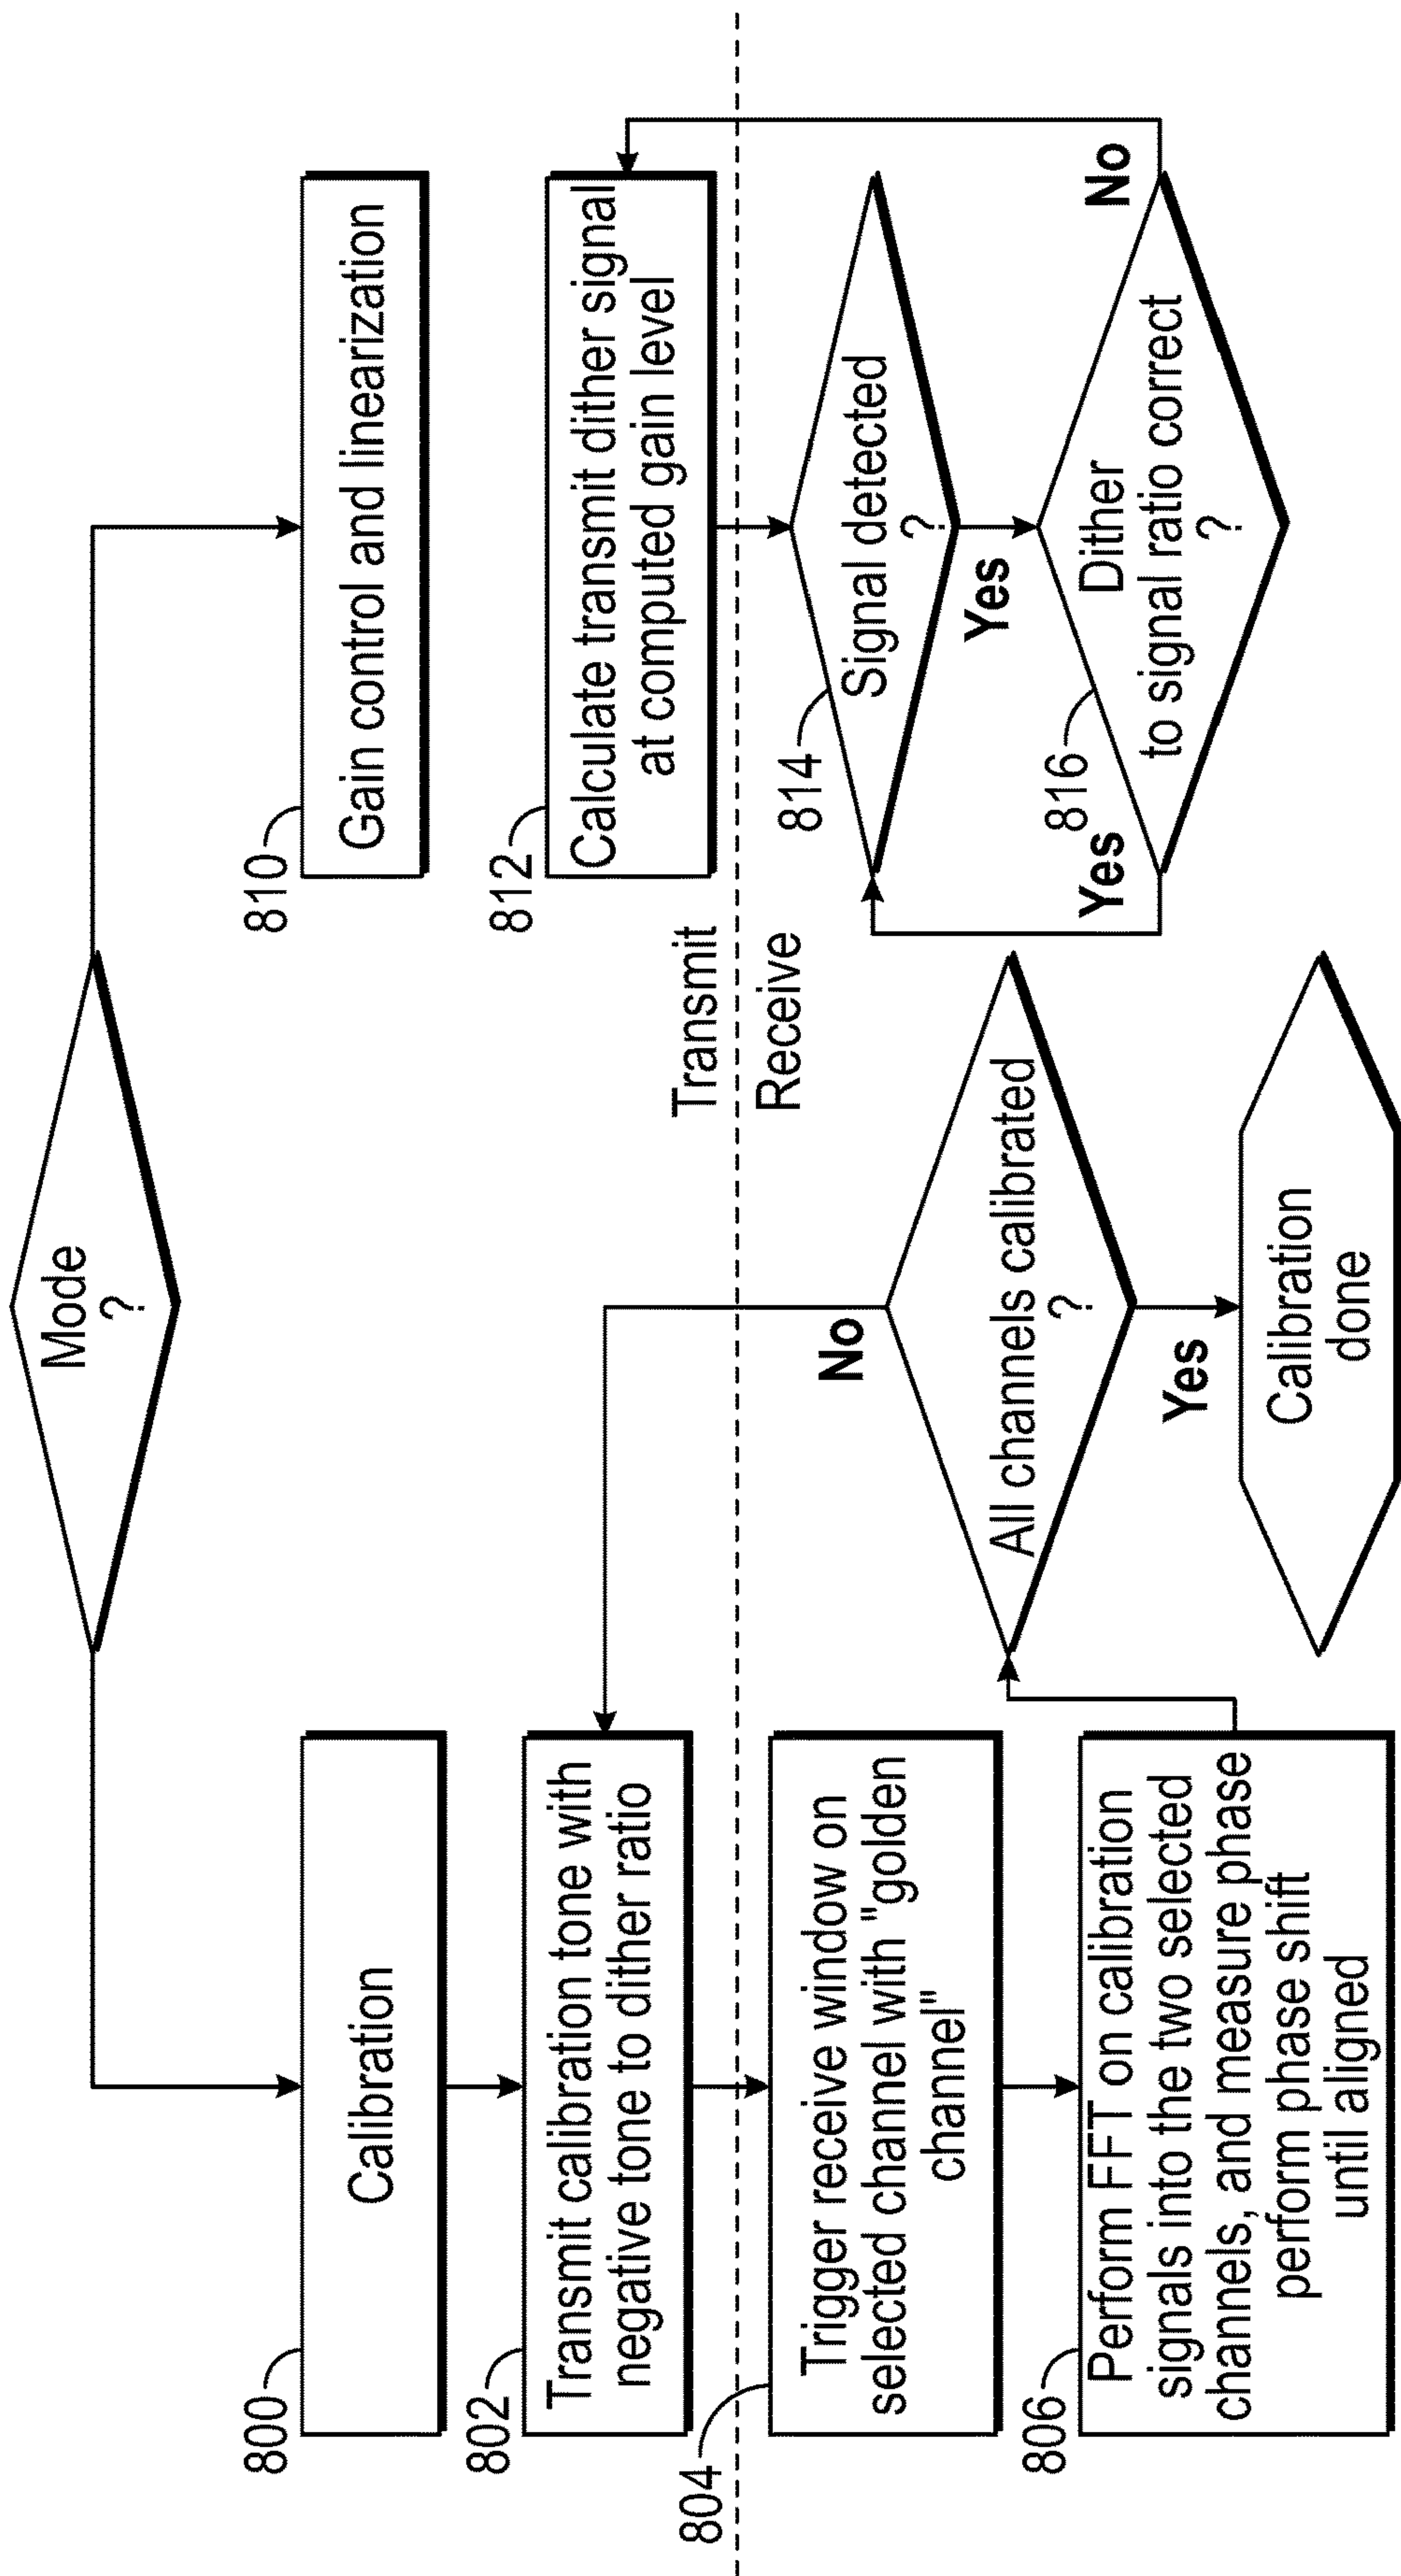 Mode
?
800
Calibration
802
Transmit calibration tone with
negative tone to dither ratio
804
Trigger receive window on
selected channel with "golden
channel"
806
Perform FFT on calibration
signals into the two selected
channels, and measure phase
perform phase shift
until aligned
No
All channels calibrated
?
Yes
Calibration
done
Transmit
Receive
810
Gain control and linearization
812
Calculate transmit dither signal
at computed gain level
814
Signal detected
?
Yes
816
Dither
to signal ratio correct
?
Yes
No